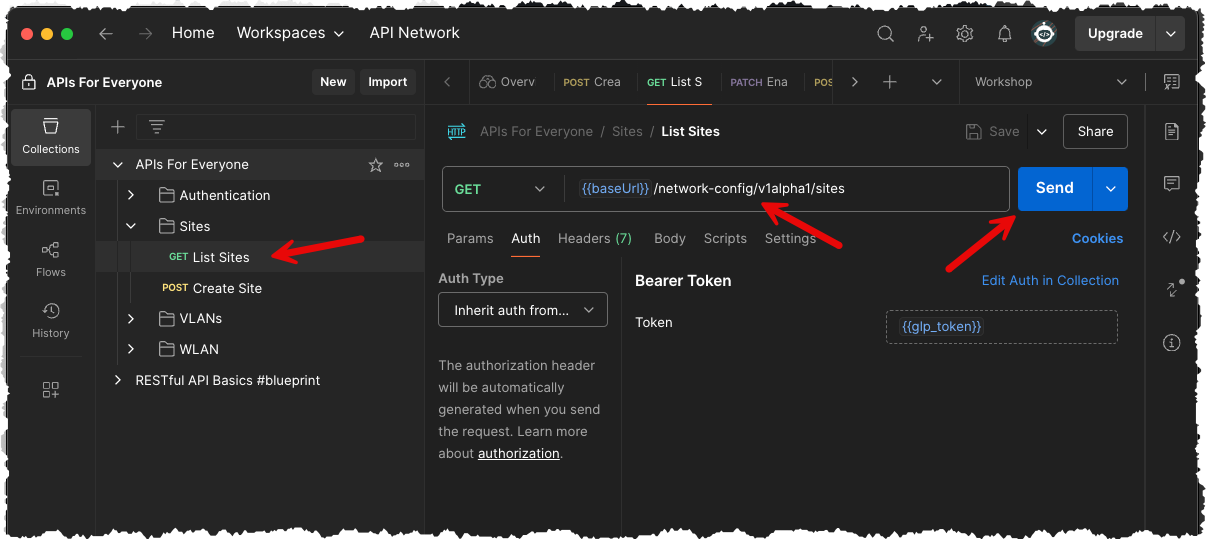 Home Workspaces API Network Upgrade
APIs For Everyone New Import
Overv POST Crea GET List S PATCH Ena POS Workshop
Collections
Environments
Flows
History
APIs For Everyone
Authentication
Sites
GET List Sites
POST Create Site
VLANs
WLAN
RESTful API Basics #blueprint
HTTP APIs For Everyone / Sites / List Sites Save Share
GET {{baseUrl}} /network-config/v1alpha1/sites Send
Params Auth Headers (7) Body Scripts Settings Cookies
Auth Type
Inherit auth from...
The authorization header
will be automatically
generated when you send
the request. Learn more
about authorization.
Bearer Token Edit Auth in Collection
Token {{glp_token}}